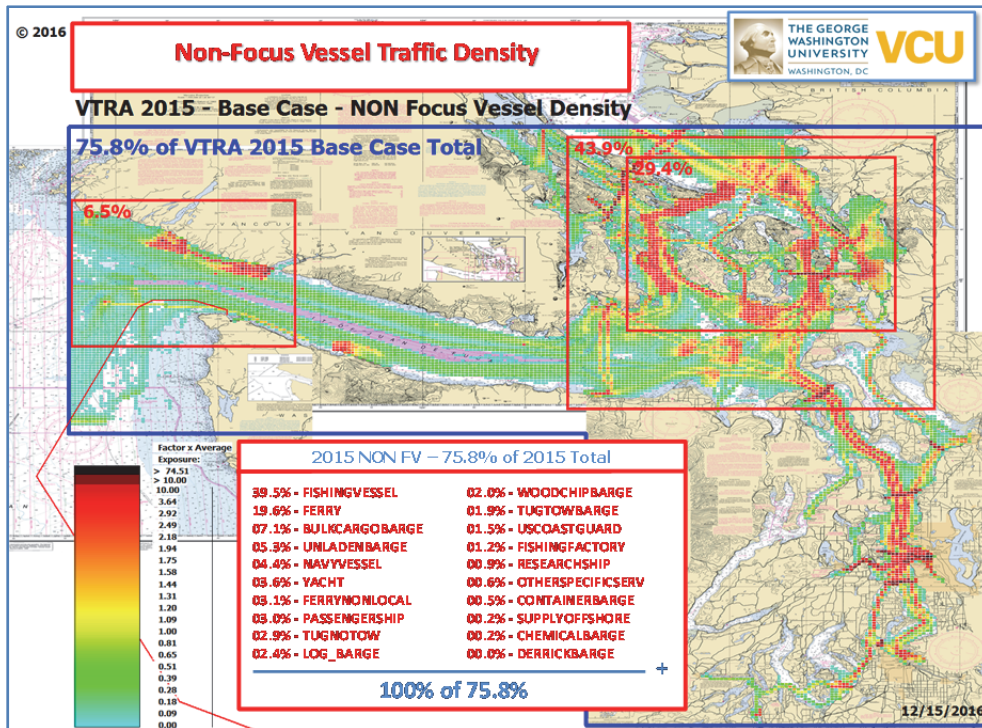 © 2016
Non-Focus Vessel Traffic Density
THE GEORGE
WASHINGTON
UNIVERSITY
WASHINGTON, DC
VCU
BRITISH COLUMBIA
VTRA 2015 - Base Case - NON Focus Vessel Density
75.8% of VTRA 2015 Base Case Total
43.9%
29.4%
6.5%
Factor x Average
Exposure:
> 74.51
> 10.00
10.00
3.64
2.92
2.49
2.18
1.94
1.75
1.58
1.44
1.31
1.20
1.09
1.00
0.81
0.65
0.51
0.39
0.28
0.18
0.09
0.00
2015 NON FV – 75.8% of 2015 Total
39.5% - FISHINGVESSEL
19.6% - FERRY
07.1% - BULKCARGOBARGE
05.3% - UNLADENBARGE
04.4% - NAVYVESSEL
03.6% - YACHT
03.1% - FERRYNONLOCAL
03.0% - PASSENGERSHIP
02.9% - TUGNOTOW
02.4% - LOG_BARGE
02.0% - WOODCHIPBARGE
01.9% - TUGTOWBARGE
01.5% - USCOASTGUARD
01.2% - FISHINGFACTORY
00.9% - RESEARCHSHIP
00.6% - OTHERSPECIFICSERV
00.5% - CONTAINERBARGE
00.2% - SUPPLYOFFSHORE
00.2% - CHEMICALBARGE
00.0% - DERRICKBARGE
+
100% of 75.8%
12/15/2016